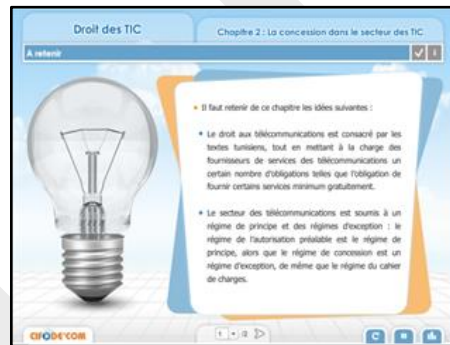 Droit des TIC
Chapitre 2 : La concession dans le secteur des TIC
A retenir
Il faut retenir de ce chapitre les idées suivantes :
Le droit aux télécommunications est consacré par les
textes tunisiens, tout en mettant à la charge des
fournisseurs de services des télécommunications un
certain nombre d'obligations telles que l'obligation de
fournir certains services minimum gratuitement.
Le secteur des télécommunications est soumis à un
régime de principe et des régimes d'exception : le
régime de l'autorisation préalable est le régime de
principe, alors que le régime de concession est un
régime d'exception, de même que le régime du cahier
de charges.
CIFODE'COM
1 /2